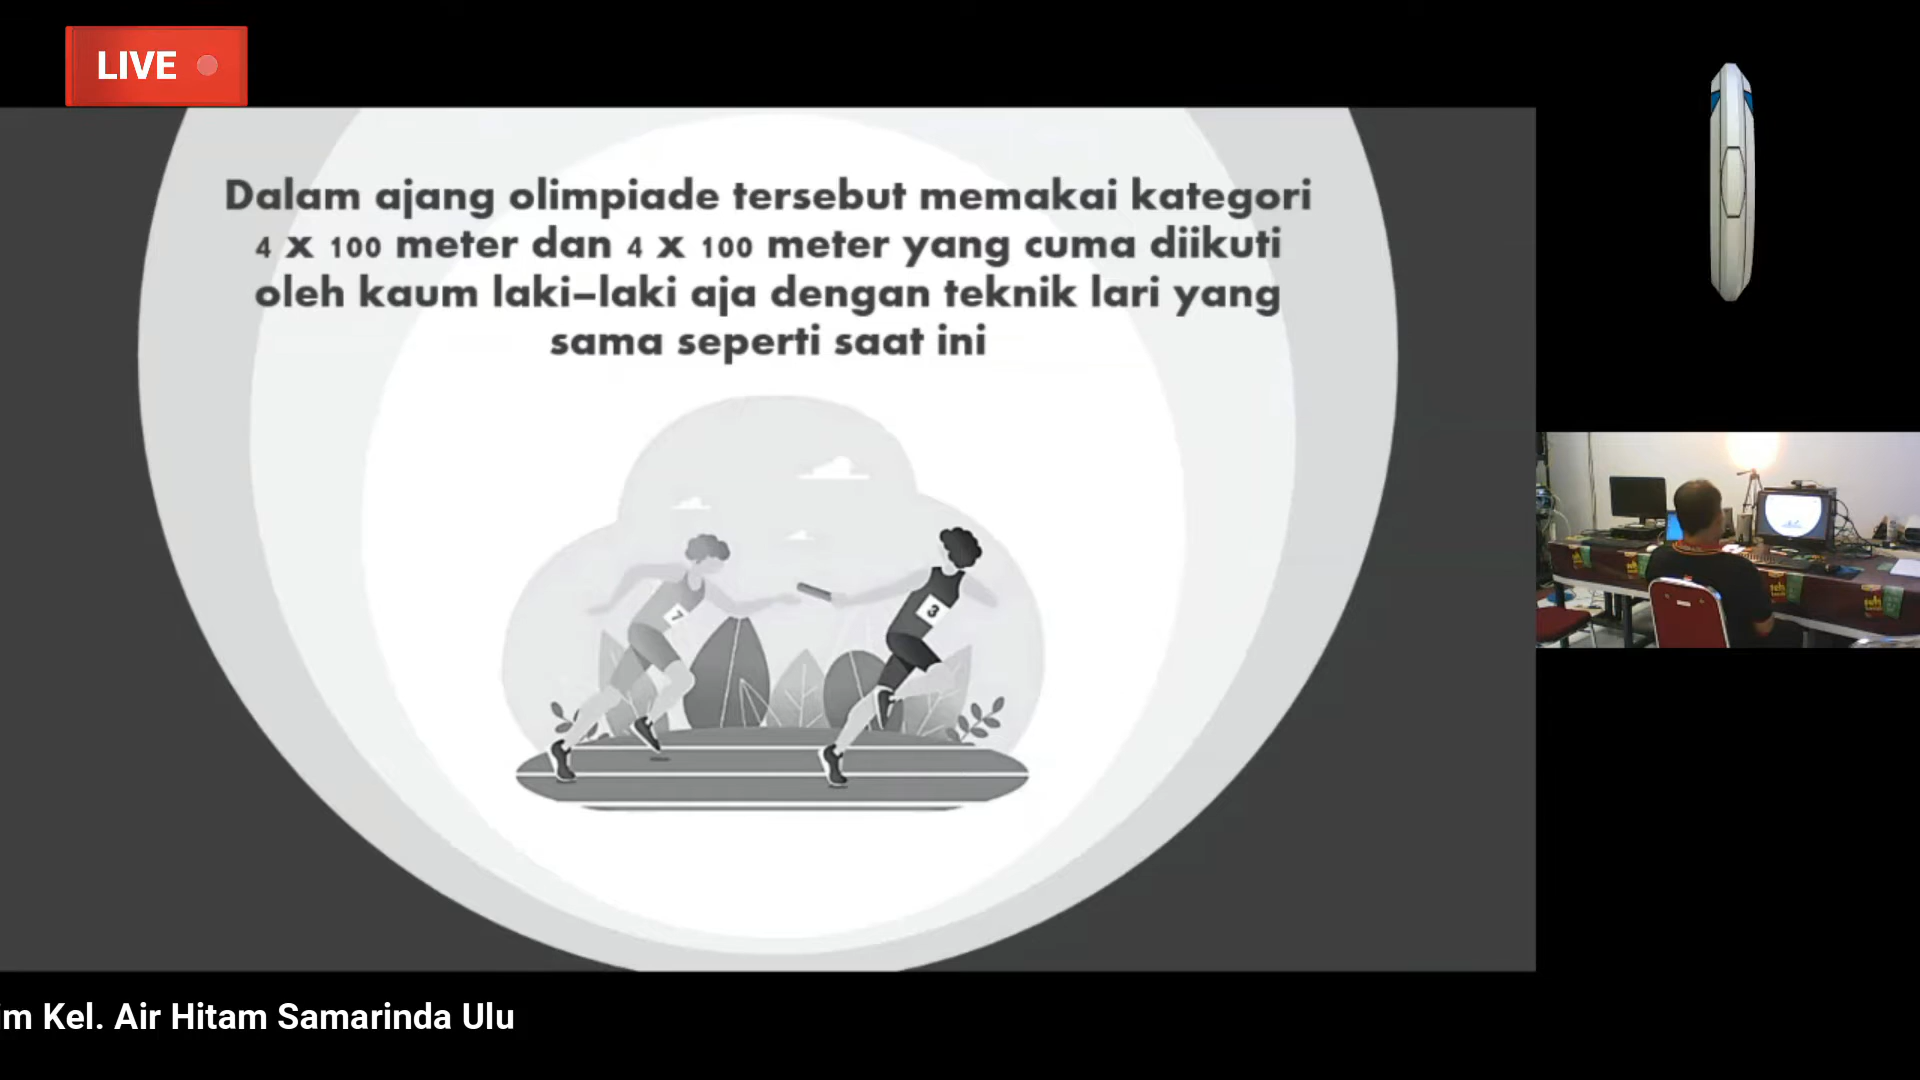 LIVE
Dalam ajang olimpiade tersebut memakai kategori
4 x 100 meter dan 4 x 100 meter yang cuma diikuti
oleh kaum laki-laki aja dengan teknik lari yang
sama seperti saat ini
7
3
m Kel. Air Hitam Samarinda Ulu